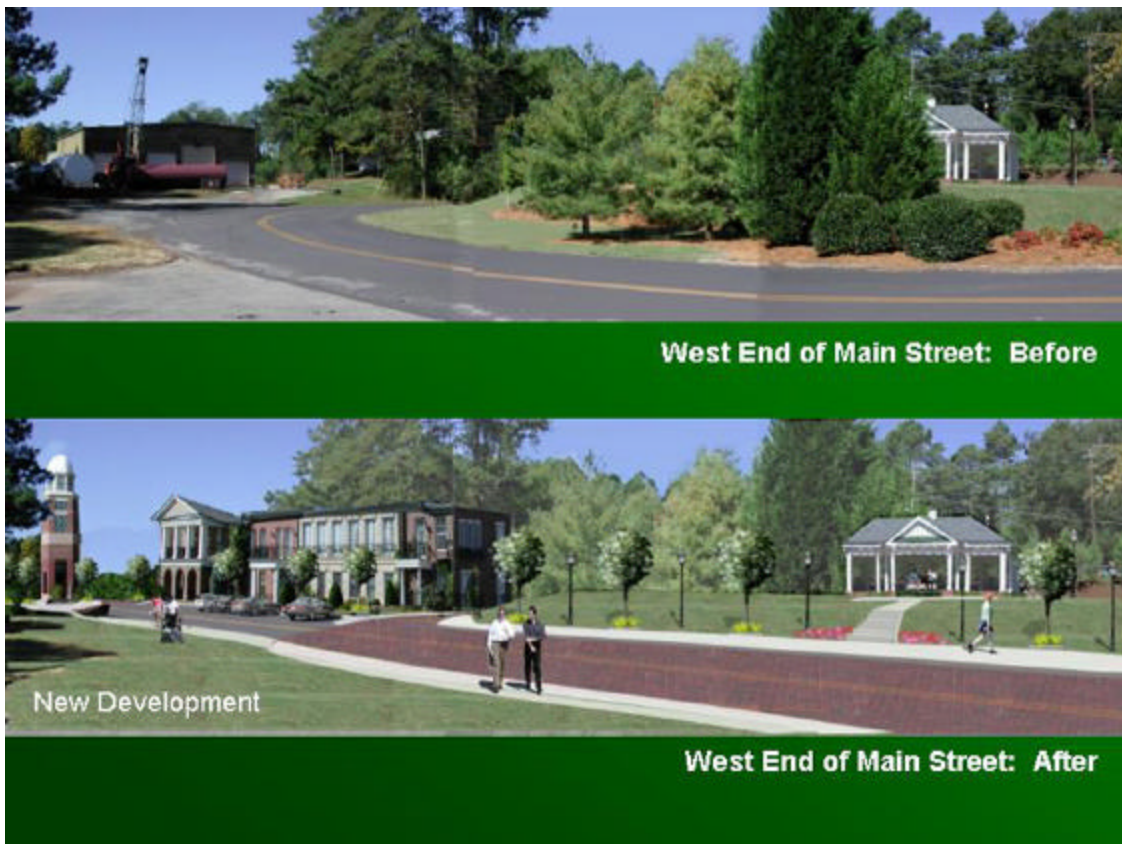 West End of Main Street:  Before
New Development
West End of Main Street:  After